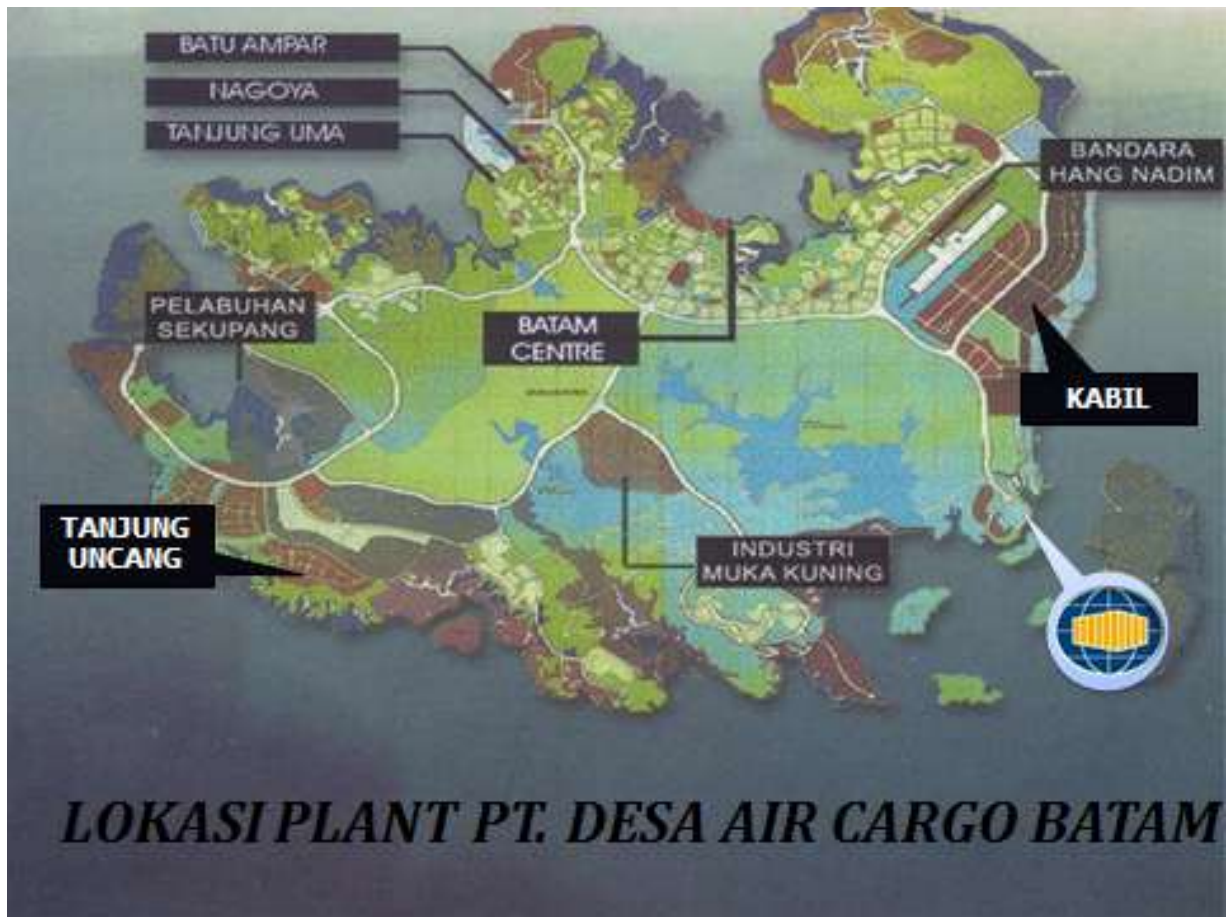 BATU AMPAR
NAGOYA
TANJUNG UMA
BANDARA
HANG NADIM
PELABUHAN
SEKUPANG
BATAM
CENTRE
KABIL
TANJUNG
UNCANG
INDUSTRI
MUKA KUNING
LOKASI PLANT PT. DESA AIR CARGO BATAM